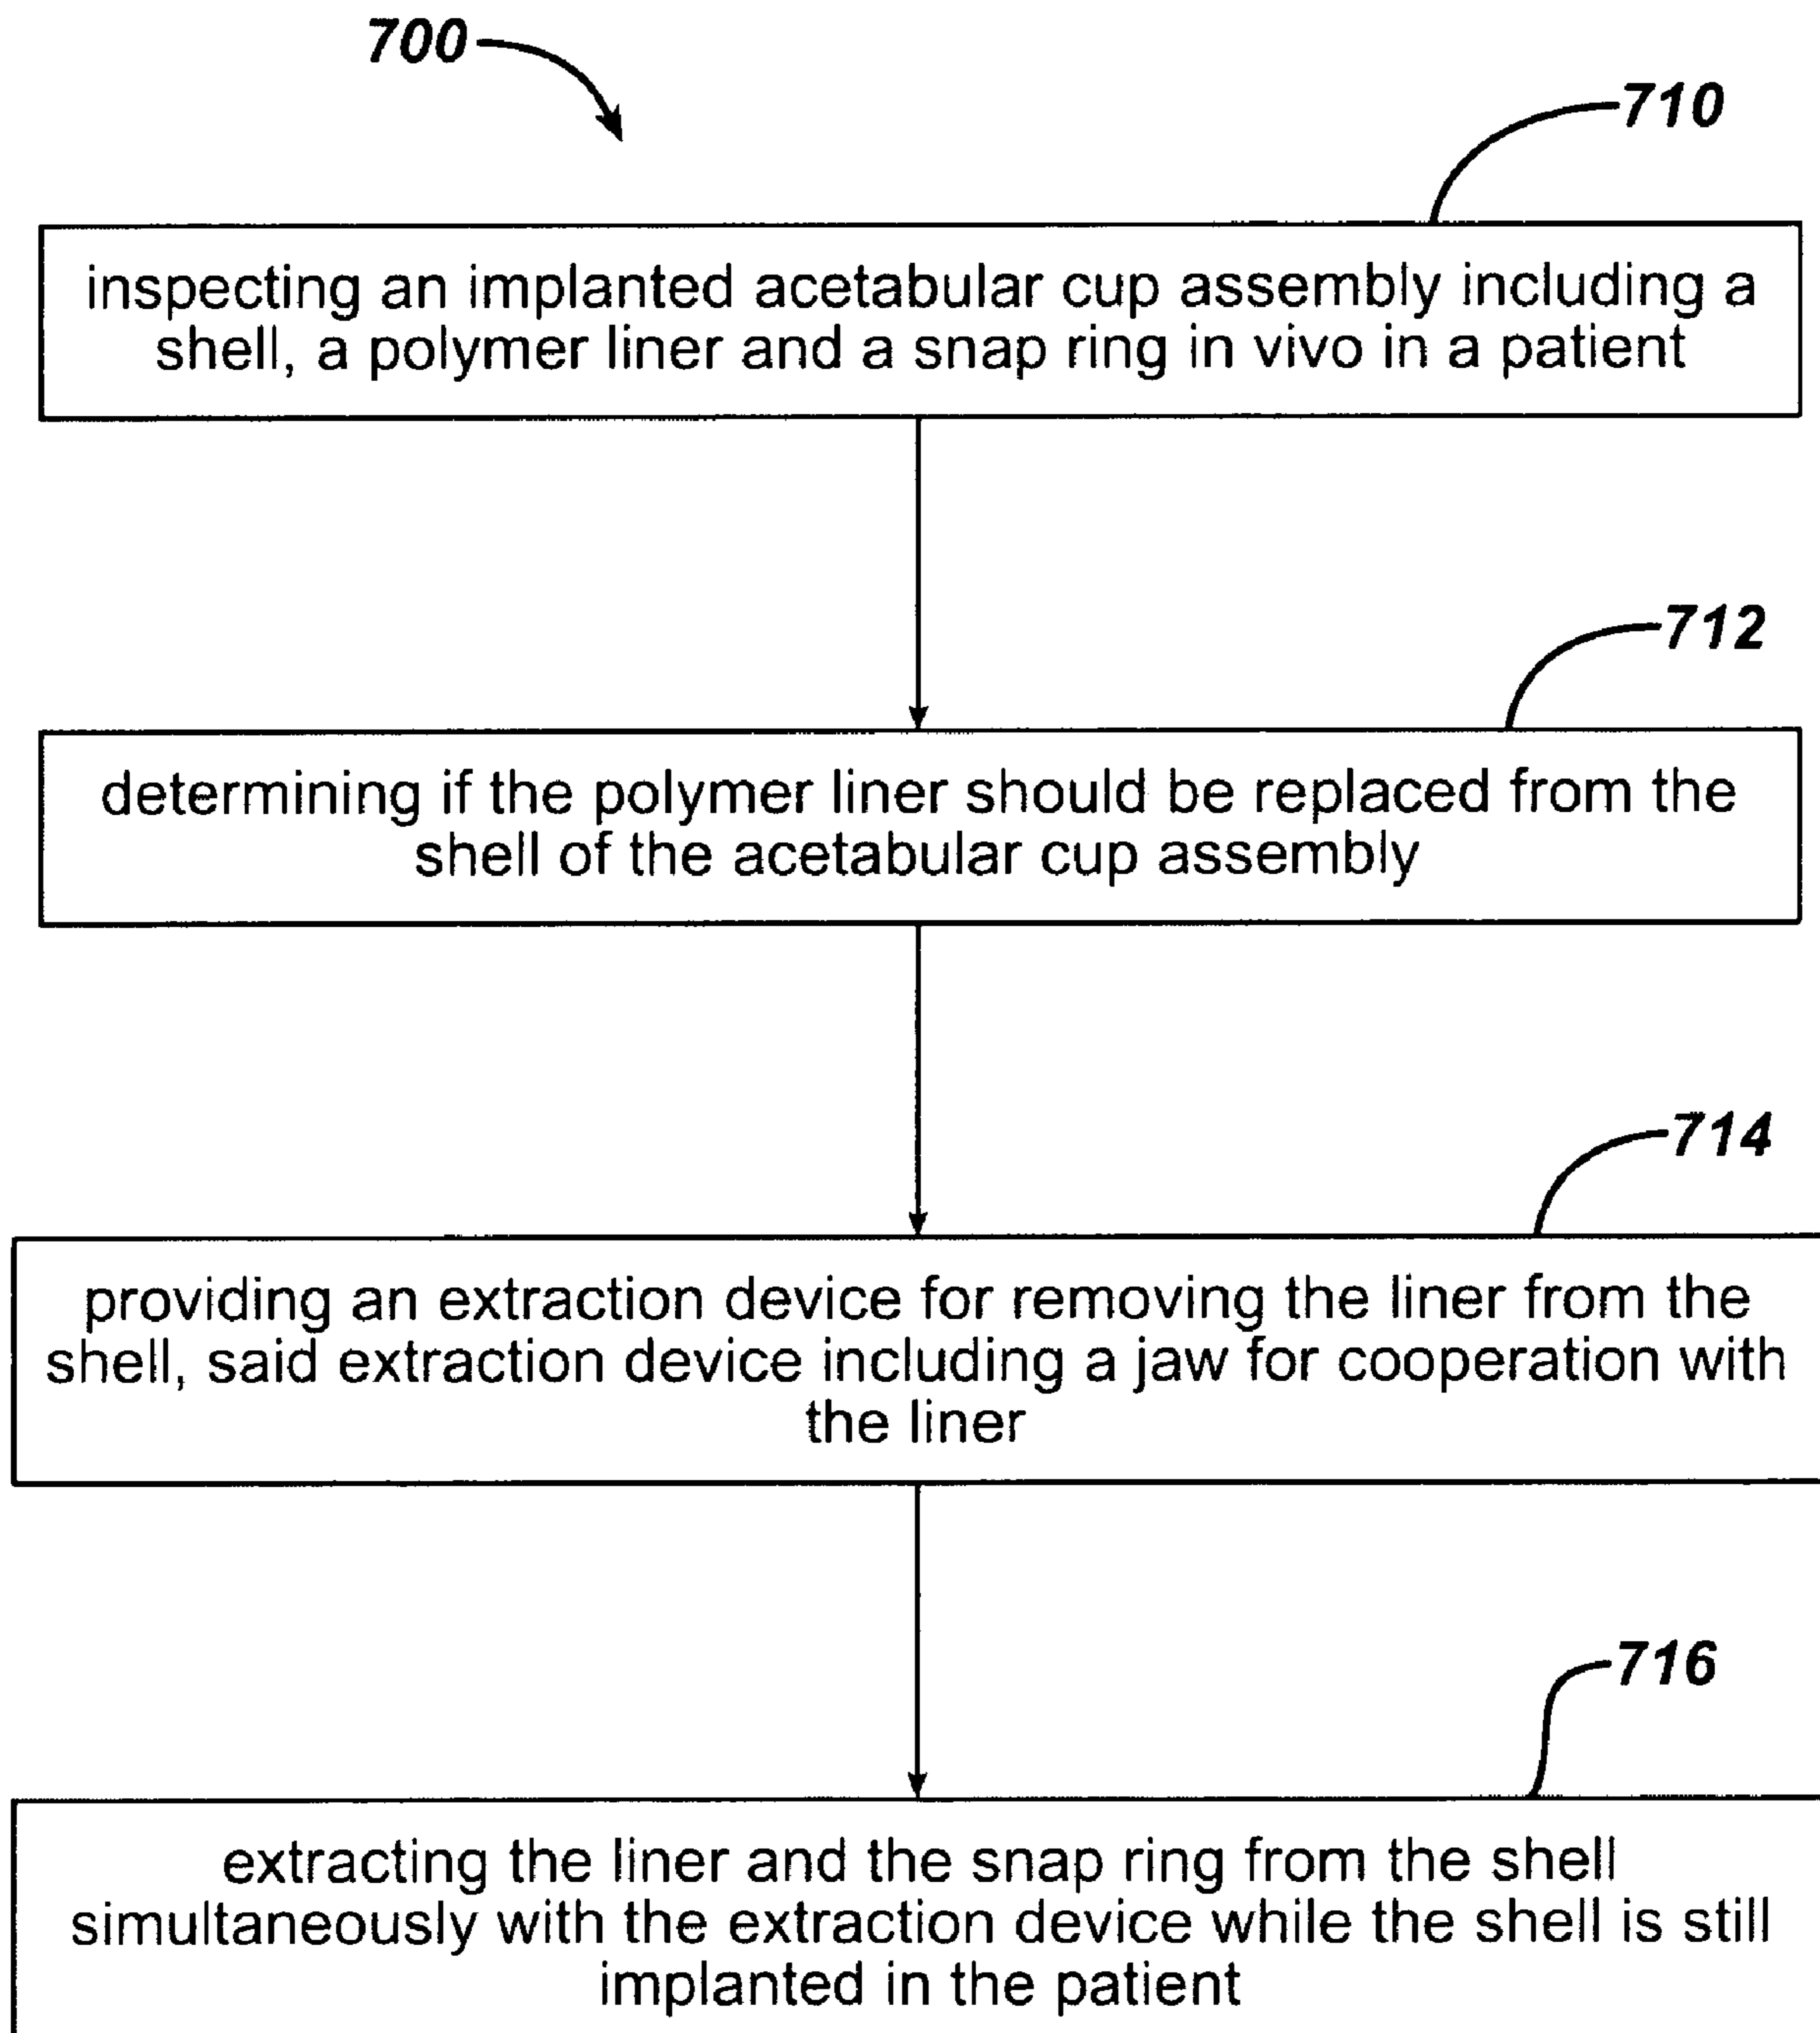 700
710
inspecting an implanted acetabular cup assembly including a
shell, a polymer liner and a snap ring in vivo in a patient
712
determining if the polymer liner should be replaced from the
shell of the acetabular cup assembly
714
providing an extraction device for removing the liner from the
shell, said extraction device including a jaw for cooperation with
the liner
716
extracting the liner and the snap ring from the shell
simultaneously with the extraction device while the shell is still
implanted in the patient